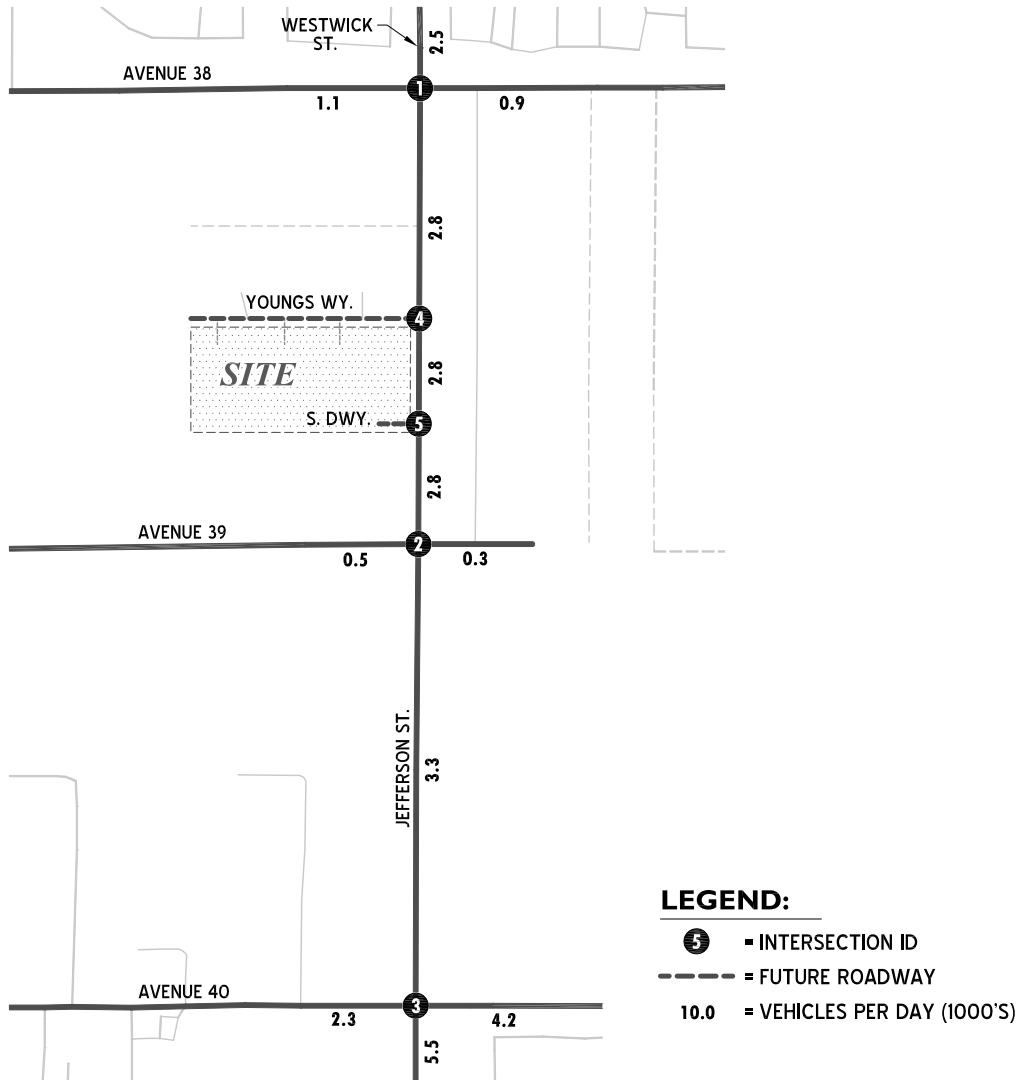 WESTWICK
ST.
2.5
AVENUE 38
1
1.1
0.9
2.8
YOUNGS WY.
4
SITE
2.8
S. DWY.
5
2.8
AVENUE 39
2
0.5
0.3
JEFFERSON ST.
3.3
LEGEND:
5 = INTERSECTION ID
= FUTURE ROADWAY
10.0 = VEHICLES PER DAY (1000'S)
AVENUE 40
3
2.3
4.2
5.5